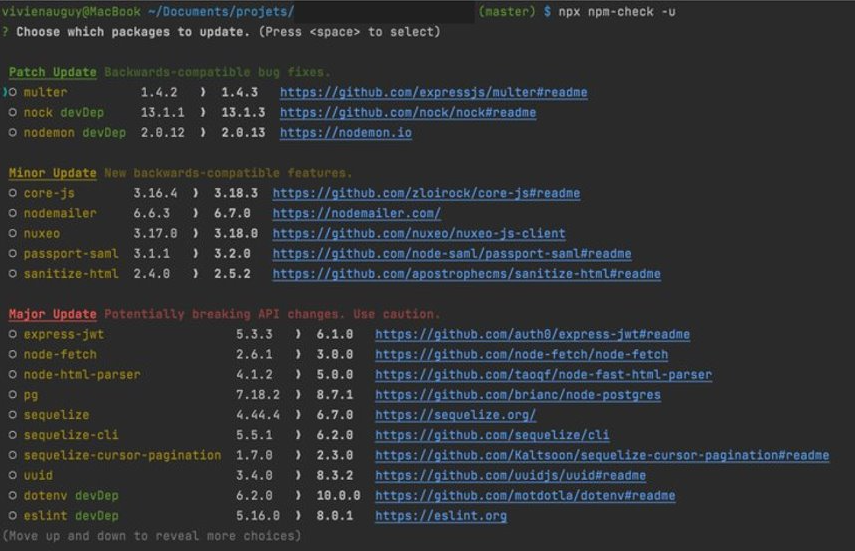 vivienauguy@MacBook ~/Documents/projets/ (master) $ npx npm-check -u
? Choose which packages to update. (Press <space> to select)
Patch Update Backwards-compatible bug fixes.
❯○ multer 1.4.2 ❯ 1.4.3 https://github.com/expressjs/multer#readme
○ nock devDep 13.1.1 ❯ 13.1.3 https://github.com/nock/nock#readme
○ nodemon devDep 2.0.12 ❯ 2.0.13 https://nodemon.io
Minor Update New backwards-compatible features.
○ core-js 3.16.4 ❯ 3.18.3 https://github.com/zloirock/core-js#readme
○ nodemailer 6.6.3 ❯ 6.7.0 https://nodemailer.com/
○ nuxeo 3.17.0 ❯ 3.18.0 https://github.com/nuxeo/nuxeo-js-client
○ passport-saml 3.1.1 ❯ 3.2.0 https://github.com/node-saml/passport-saml#readme
○ sanitize-html 2.4.0 ❯ 2.5.2 https://github.com/apostrophecms/sanitize-html#readme
Major Update Potentially breaking API changes. Use caution.
○ express-jwt 5.3.3 ❯ 6.1.0 https://github.com/auth0/express-jwt#readme
○ node-fetch 2.6.1 ❯ 3.0.0 https://github.com/node-fetch/node-fetch
○ node-html-parser 4.1.2 ❯ 5.0.0 https://github.com/taoqf/node-fast-html-parser
○ pg 7.18.2 ❯ 8.7.1 https://github.com/brianc/node-postgres
○ sequelize 4.44.4 ❯ 6.7.0 https://sequelize.org/
○ sequelize-cli 5.5.1 ❯ 6.2.0 https://github.com/sequelize/cli
○ sequelize-cursor-pagination 1.7.0 ❯ 2.3.0 https://github.com/Kaltsoon/sequelize-cursor-pagination#readme
○ uuid 3.4.0 ❯ 8.3.2 https://github.com/uuidjs/uuid#readme
○ dotenv devDep 6.2.0 ❯ 10.0.0 https://github.com/motdotla/dotenv#readme
○ eslint devDep 5.16.0 ❯ 8.0.1 https://eslint.org
(Move up and down to reveal more choices)